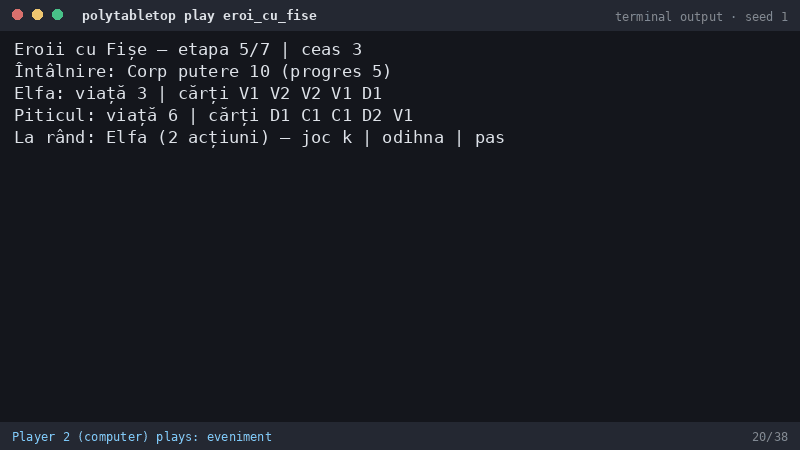 polytabletop play eroi_cu_fise
terminal output · seed 1
Eroii cu Fișe — etapa 5/7 | ceas 3
Întâlnire: Corp putere 10 (progres 5)
Elfa: viață 3 | cărți V1 V2 V2 V1 D1
Piticul: viață 6 | cărți D1 C1 C1 D2 V1
La rând: Elfa (2 acțiuni) — joc k | odihna | pas
Player 2 (computer) plays: eveniment
20/38